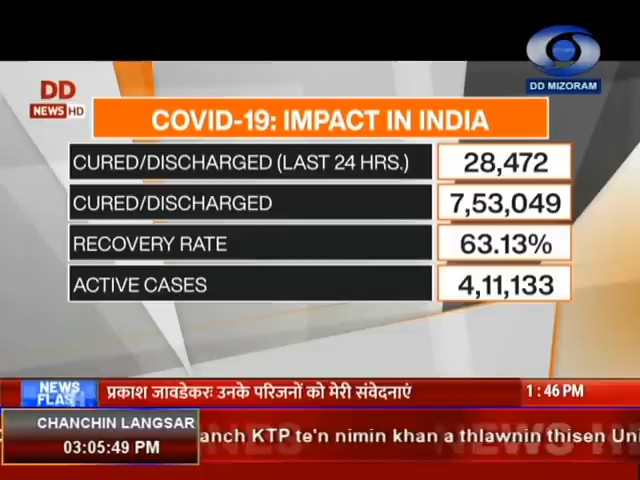 DD
NEWS HD
DD MIZORAM
COVID-19: IMPACT IN INDIA
CURED/DISCHARGED (LAST 24 HRS.) 28,472
CURED/DISCHARGED 7,53,049
RECOVERY RATE 63.13%
ACTIVE CASES 4,11,133
NEWS FLASH
प्रकाश जावडेकरः उनके परिजनों को मेरी संवेदनाएं
1:46 PM
CHANCHIN LANGSAR
03:05:49 PM
anch KTP te'n nimin khan a thlawnin thisen Uni